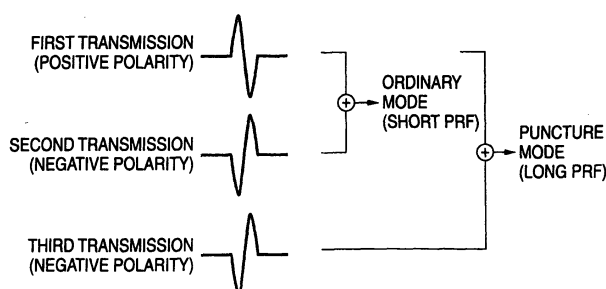 FIRST TRANSMISSION
(POSITIVE POLARITY)
ORDINARY
MODE
(SHORT PRF)
SECOND TRANSMISSION
(NEGATIVE POLARITY)
PUNCTURE
MODE
(LONG PRF)
THIRD TRANSMISSION
(NEGATIVE POLARITY)